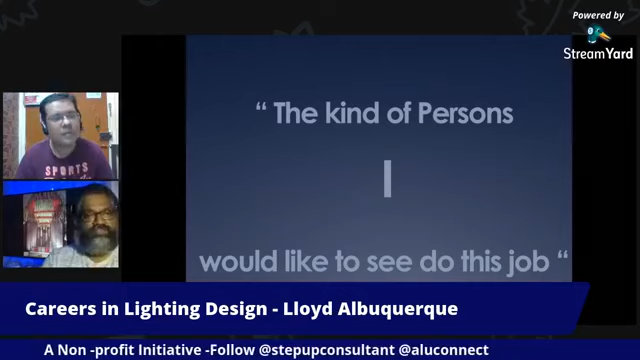 Powered by
StreamYard
“ The kind of Persons
I
would like to see do this job “
SPORTS
Careers in Lighting Design - Lloyd Albuquerque
A Non -profit Initiative -Follow @stepupconsultant @aluconnect